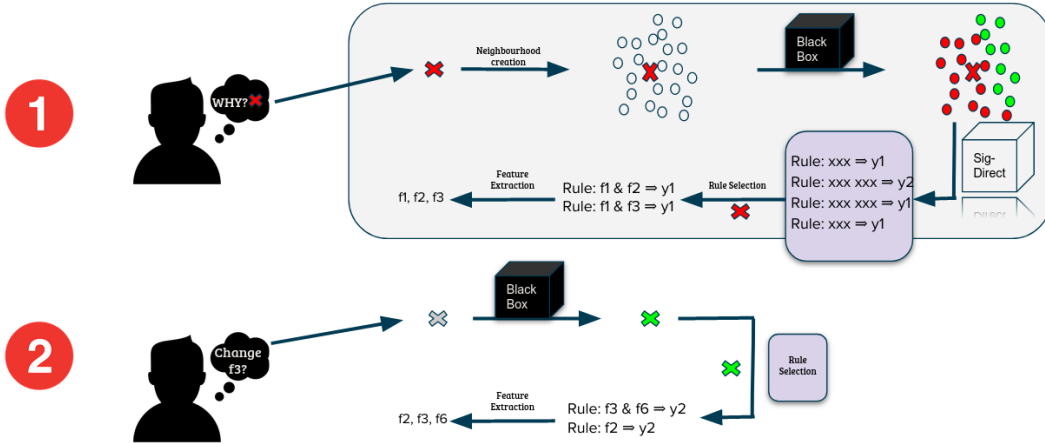 1
WHY?
Neighbourhood
creation
Black
Box
Sig-
Direct
Rule: xxx ⇒ y1
Rule: xxx xxx ⇒ y2
Rule: xxx xxx ⇒ y1
Rule: xxx ⇒ y1
Rule Selection
Rule: f1 & f2 ⇒ y1
Rule: f1 & f3 ⇒ y1
Feature
Extraction
f1, f2, f3
2
Change
f3?
Black
Box
Rule
Selection
Rule: f3 & f6 ⇒ y2
Rule: f2 ⇒ y2
Feature
Extraction
f2, f3, f6